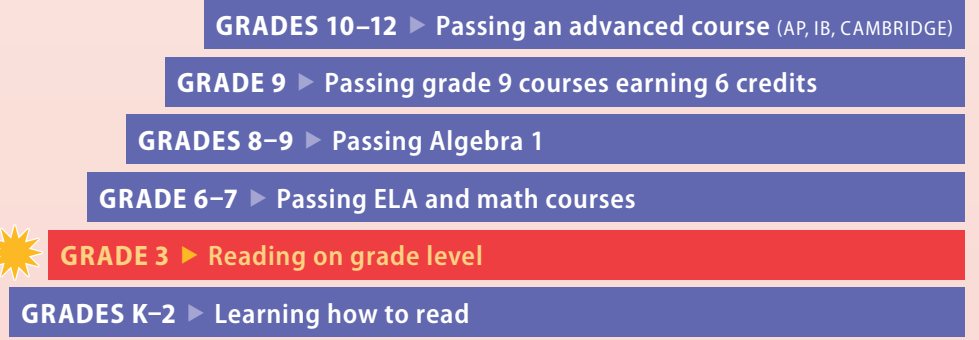 GRADES 10–12 ▶ Passing an advanced course (AP, IB, CAMBRIDGE)
GRADE 9 ▶ Passing grade 9 courses earning 6 credits
GRADES 8–9 ▶ Passing Algebra 1
GRADE 6–7 ▶ Passing ELA and math courses
GRADE 3 ▶ Reading on grade level
GRADES K–2 ▶ Learning how to read